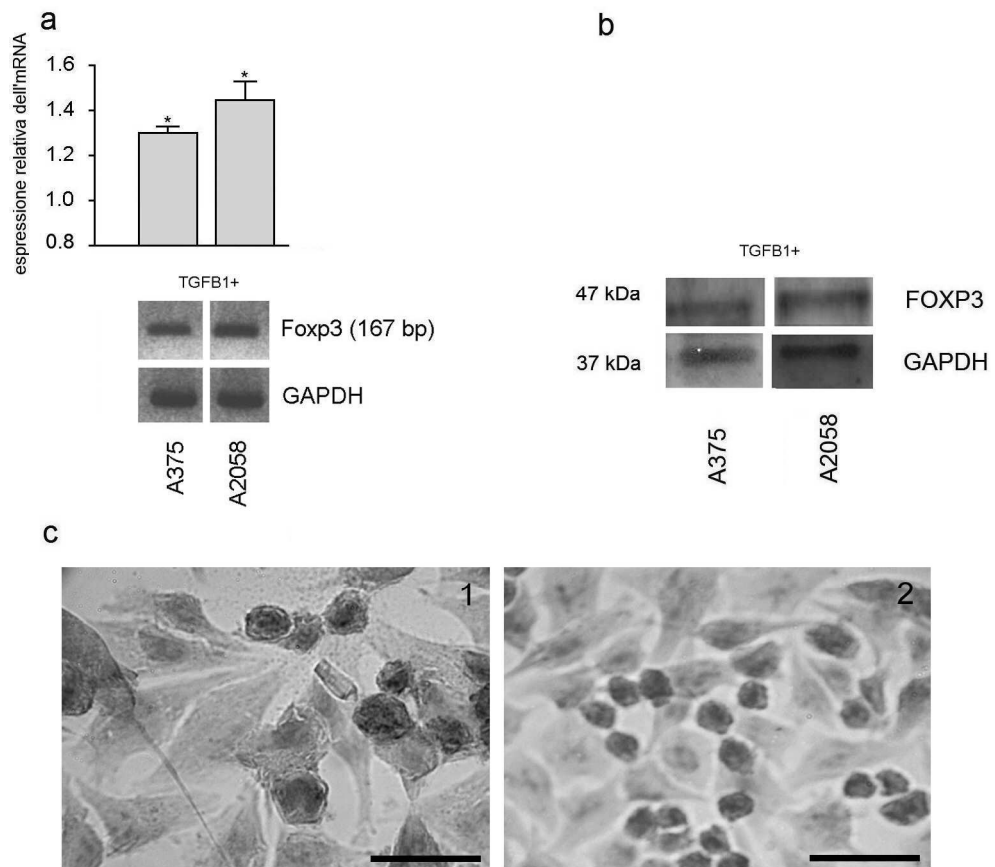 a
espressione relativa dell'mRNA
1.6
1.4
1.2
1.0
0.8
* *
TGFB1+
Foxp3 (167 bp)
GAPDH
A375
A2058
b
TGFB1+
47 kDa
FOXP3
37 kDa
GAPDH
A375
A2058
c
1
2